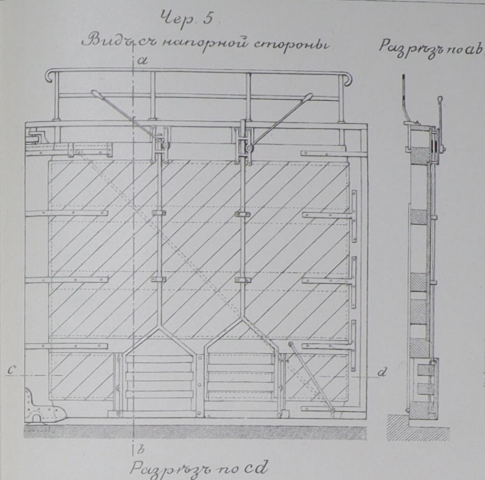 Чер. 5
Видъ съ напорной стороны
Разрѣзъ по ab
a
c
d
b
Разрѣзъ по cd